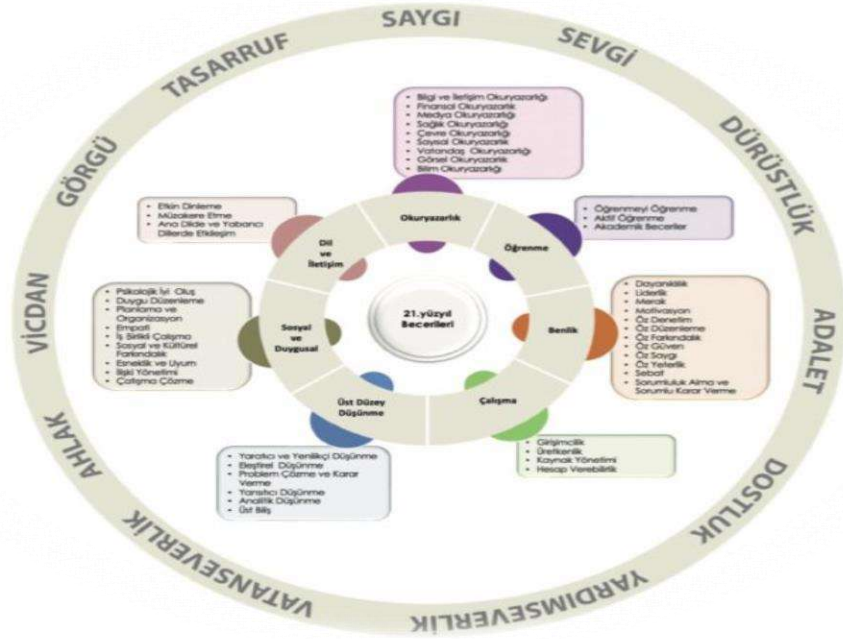 SAYGI
SEVGİ
DÜRÜSTLÜK
ADALET
DOSTLUK
YARDIMSEVERLİK
VATANSEVERLİK
AHLAK
VİCDAN
GÖRGÜ
TASARRUF
• Bilgi ve İletişim Okuryazarlığı
• Finansal Okuryazarlık
• Medya Okuryazarlığı
• Sağlık Okuryazarlığı
• Çevre Okuryazarlığı
• Sayısal Okuryazarlık
• Vatandaş Okuryazarlığı
• Görsel Okuryazarlık
• Bilim Okuryazarlığı
Okuryazarlık
• Öğrenmeyi Öğrenme
• Aktif Öğrenme
• Akademik Beceriler
Öğrenme
• Dayanıklılık
• Liderlik
• Merak
• Motivasyon
• Öz Denetim
• Öz Düzenleme
• Öz Farkındalık
• Öz Güven
• Öz Saygı
• Öz Yeterlik
• Sebat
• Sorumluluk Alma ve
Sorumlu Karar Verme
Benlik
• Girişimcilik
• Üretkenlik
• Kaynak Yönetimi
• Hesap Verebilirlik
Çalışma
• Yaratıcı ve Yenilikçi Düşünme
• Eleştirel Düşünme
• Problem Çözme ve Karar
Verme
• Yansıtıcı Düşünme
• Analitik Düşünme
• Üst Biliş
Üst Düzey
Düşünme
• Psikolojik İyi Oluş
• Duygu Düzenleme
• Planlama ve
Organizasyon
• Empati
• İş Birlikli Çalışma
• Sosyal ve Kültürel
Farkındalık
• Esneklik ve Uyum
• İlişki Yönetimi
• Çatışma Çözme
Sosyal
ve
Duygusal
• Etkin Dinleme
• Müzakere Etme
• Ana Dilde ve Yabancı
Dillerde Etkileşim
Dil
ve
İletişim
21.yüzyıl
Becerileri